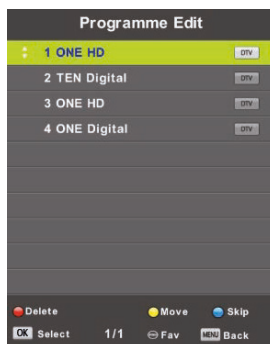 Programme Edit
1 ONE HD DTV
2 TEN Digital DTV
3 ONE HD DTV
4 ONE Digital DTV
Delete Move Skip
OK Select 1/1 Fav MENU Back